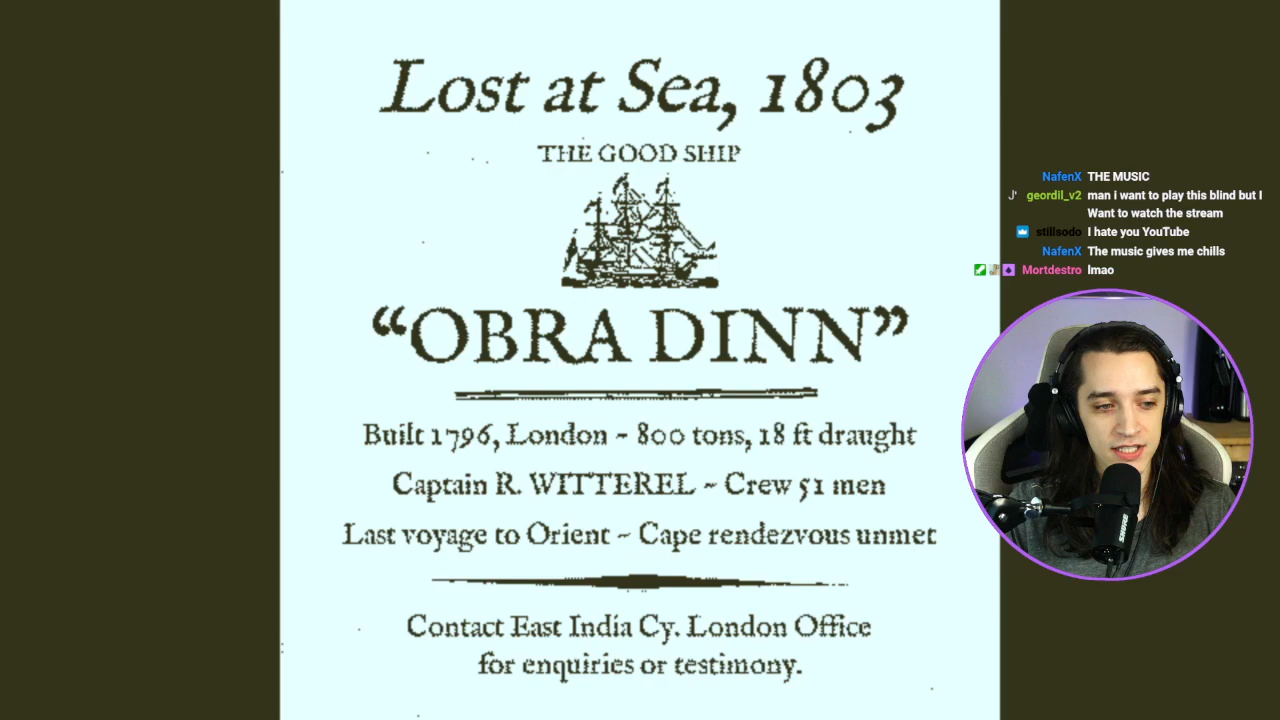 Lost at Sea, 1803
THE GOOD SHIP
“OBRA DINN”
Built 1796, London ~ 800 tons, 18 ft draught
Captain R. WITTEREL ~ Crew 51 men
Last voyage to Orient ~ Cape rendezvous unmet
Contact East India Cy. London Office
for enquiries or testimony.
NafenX THE MUSIC
geordil_v2 man i want to play this blind but I
Want to watch the stream
stillsodo I hate you YouTube
NafenX The music gives me chills
Mortdestro lmao
SHURE